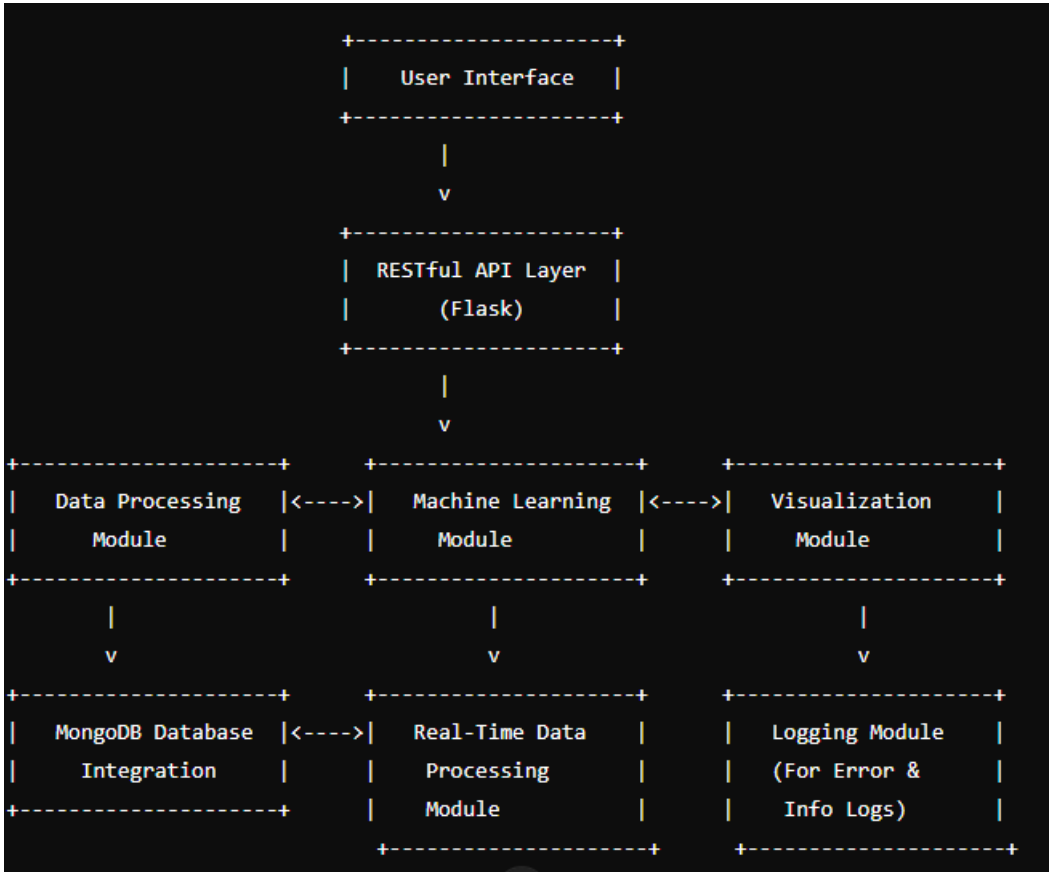 +---------------------+
|    User Interface   |
+---------------------+
|
v
+---------------------+
|  RESTful API Layer  |
|       (Flask)       |
+---------------------+
|
v
+---------------------+      +---------------------+      +---------------------+
|   Data Processing   |<---->|   Machine Learning  |<---->|   Visualization     |
|      Module         |      |     Module          |      |     Module          |
+---------------------+      +---------------------+      +---------------------+
|                               |                             |
v                               v                             v
+---------------------+      +---------------------+      +---------------------+
|   MongoDB Database  |<---->|   Real-Time Data    |      |   Logging Module    |
|     Integration     |      |    Processing       |      |   (For Error &      |
+---------------------+      |    Module           |      |    Info Logs)       |
+---------------------+      +---------------------+